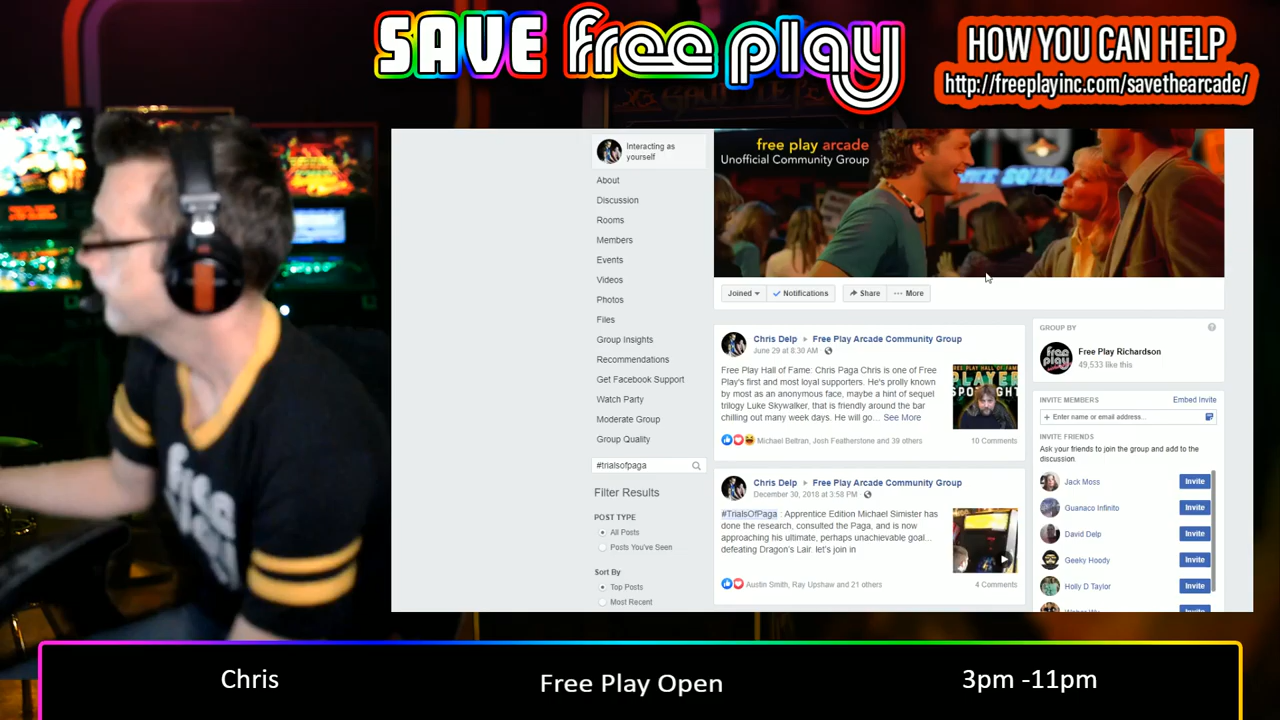 SAVE free play
HOW YOU CAN HELP
http://freeplayinc.com/savethearcade/
Interacting as
yourself
About
Discussion
Rooms
Members
Events
Videos
Photos
Files
Group Insights
Recommendations
Get Facebook Support
Watch Party
Moderate Group
Group Quality
#trialsofpaga
Filter Results
POST TYPE
All Posts
Posts You've Seen
Sort By
Top Posts
Most Recent
free play arcade
Unofficial Community Group
Joined
Notifications
Share
More
Chris Delp
Free Play Arcade Community Group
June 29 at 8:30 AM
Free Play Hall of Fame: Chris Paga Chris is one of Free
Play's first and most loyal supporters. He's prolly known
by most as an anonymous face, maybe a hint of sequel
trilogy Luke Skywalker, that is friendly around the bar
chilling out many week days. He will go... See More
Michael Beltran, Josh Featherstone and 39 others
10 Comments
Chris Delp
Free Play Arcade Community Group
December 30, 2018 at 3:58 PM
#TrialsOfPaga : Apprentice Edition Michael Simister has
done the research, consulted the Paga, and is now
approaching his ultimate, perhaps unachievable goal...
defeating Dragon's Lair. let's join in
Austin Smith, Ray Upshaw and 21 others
4 Comments
GROUP BY
Free Play Richardson
49,533 like this
INVITE MEMBERS
Embed Invite
+ Enter name or email address...
INVITE FRIENDS
Ask your friends to join the group and add to the
discussion.
Jack Moss Invite
Guanaco Infinito Invite
David Delp Invite
Geeky Hoody Invite
Holly D Taylor Invite
Chris
Free Play Open
3pm -11pm